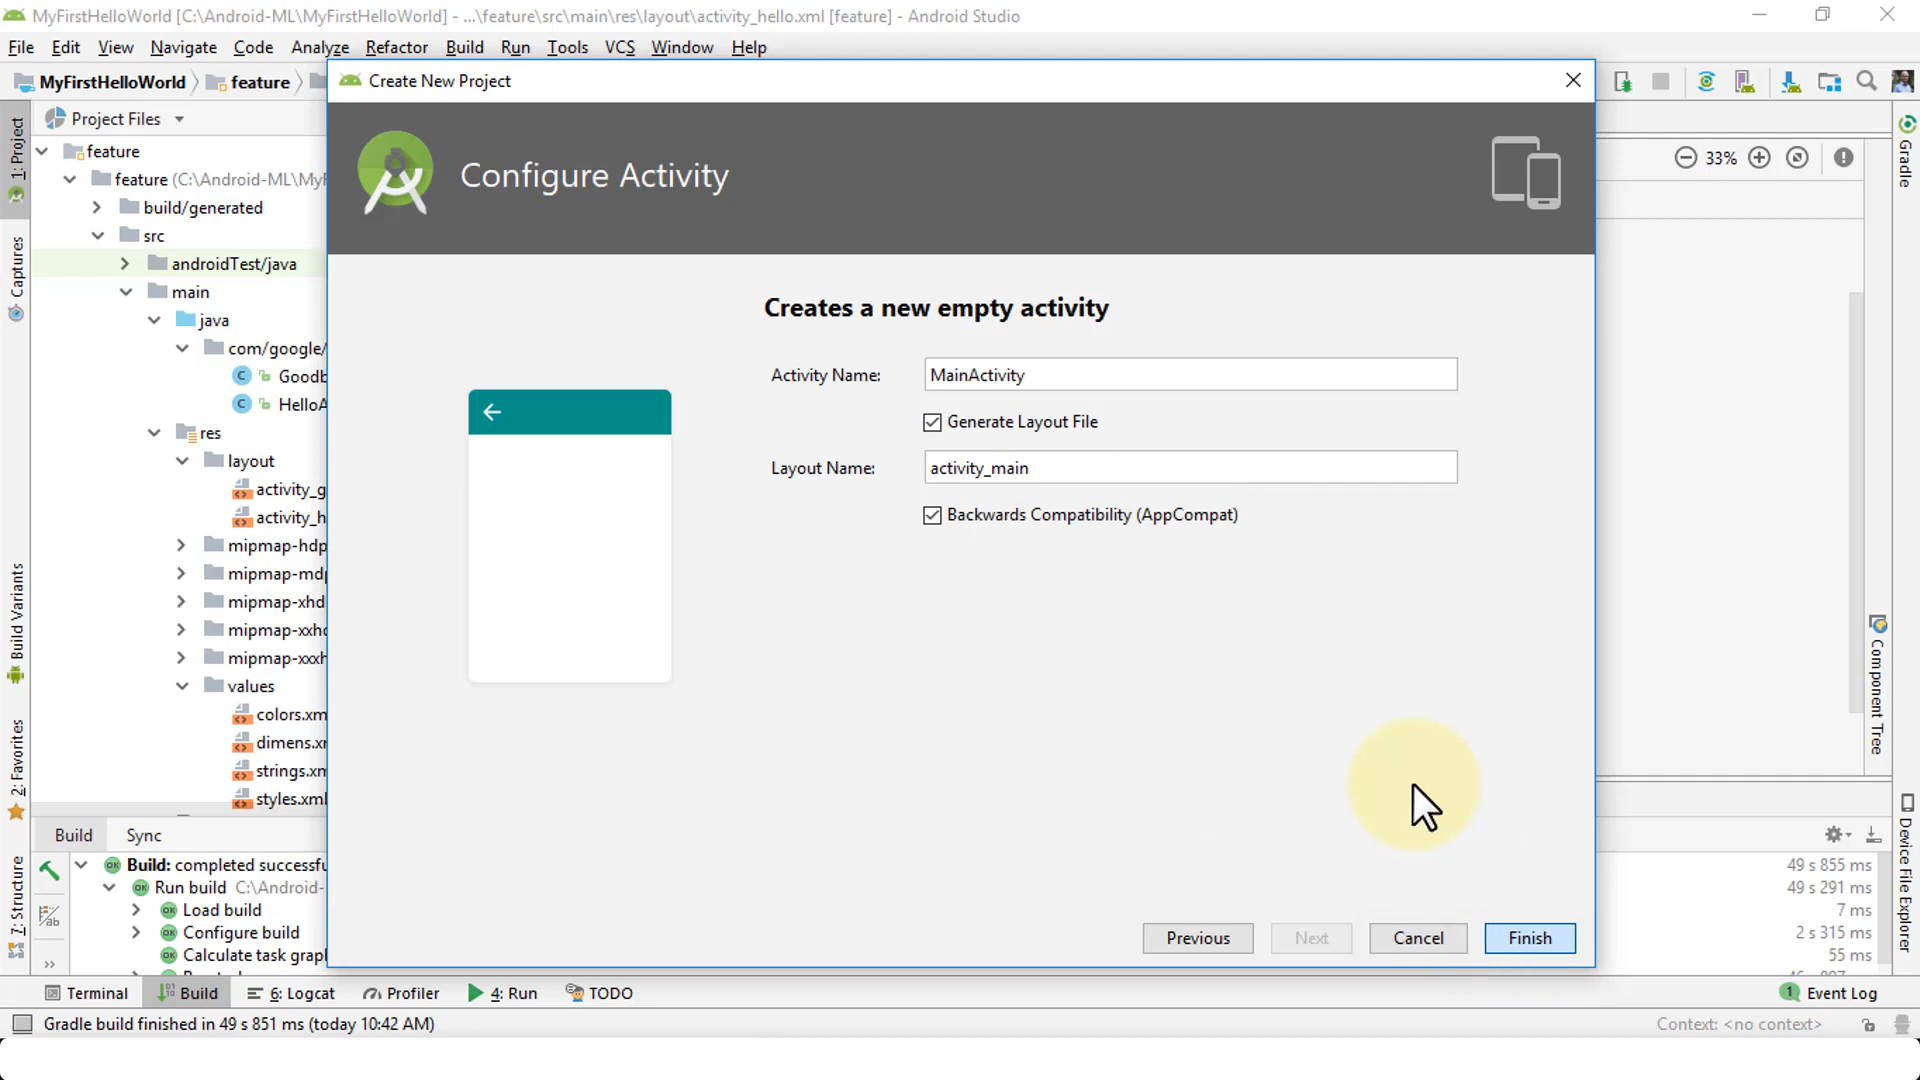 MyFirstHelloWorld [C:\Android-ML\MyFirstHelloWorld] - ...\feature\src\main\res\layout\activity_hello.xml [feature] - Android Studio
File Edit View Navigate Code Analyze Refactor Build Run Tools VCS Window Help
MyFirstHelloWorld feature
Create New Project
Project Files
33%
1: Project
Captures
Build Variants
2: Favorites
7: Structure
feature
feature (C:\Android-ML\MyF
build/generated
src
androidTest/java
main
java
com/google/
Goodb
HelloA
res
layout
activity_g
activity_h
mipmap-hdp
mipmap-mdp
mipmap-xhd
mipmap-xxhd
mipmap-xxxh
values
colors.xm
dimens.xm
strings.xm
styles.xml
Configure Activity
Creates a new empty activity
Activity Name: MainActivity
Generate Layout File
Layout Name: activity_main
Backwards Compatibility (AppCompat)
Previous Next Cancel Finish
Gradle
Component Tree
Device File Explorer
Build Sync
Build: completed successfu
Run build C:\Android-
Load build
Configure build
Calculate task grap
49 s 855 ms
49 s 291 ms
7 ms
2 s 315 ms
55 ms
Terminal Build 6: Logcat Profiler 4: Run TODO
1 Event Log
Gradle build finished in 49 s 851 ms (today 10:42 AM)
Context: <no context>